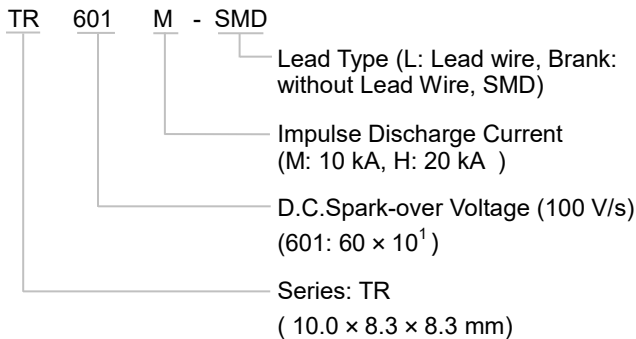 TR 601 M - SMD
Lead Type (L: Lead wire, Brank:
without Lead Wire, SMD)
Impulse Discharge Current
(M: 10 kA, H: 20 kA )
D.C.Spark-over Voltage (100 V/s)
(601: 60 × 10¹ )
Series: TR
( 10.0 × 8.3 × 8.3 mm)